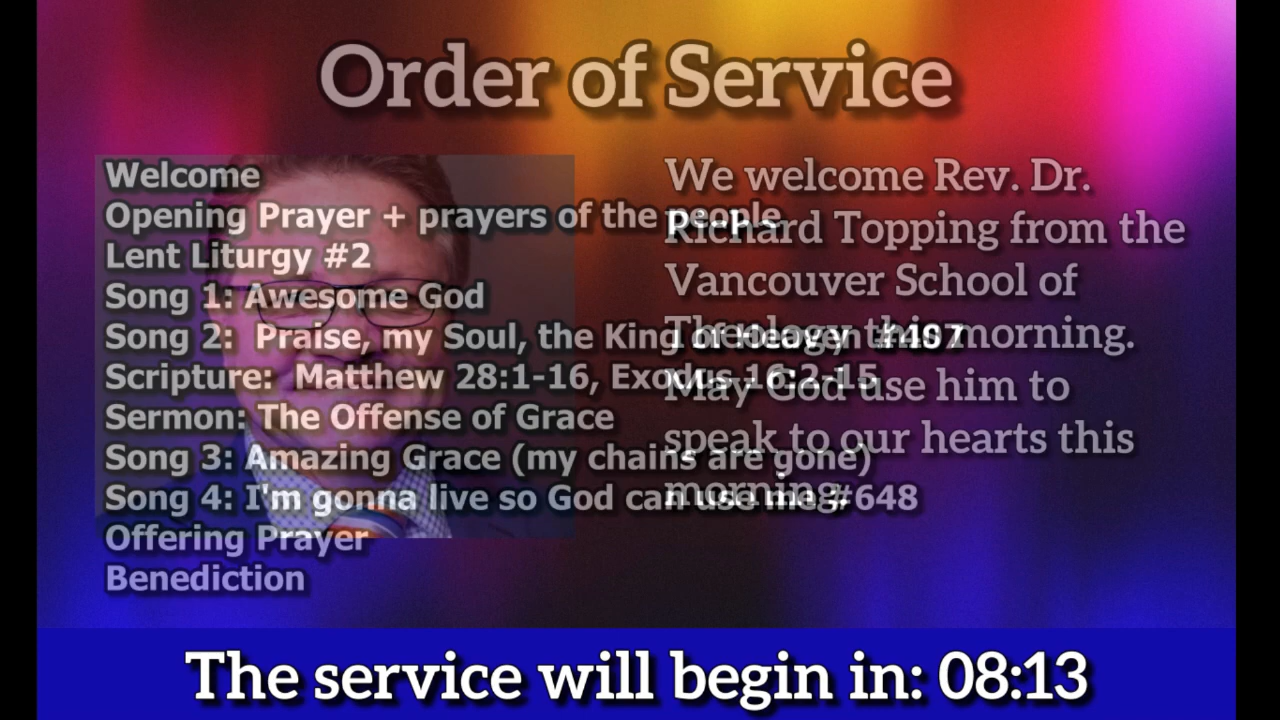 Order of Service
Welcome
Opening Prayer + prayers of the people
Lent Liturgy #2
Song 1: Awesome God
Song 2:  Praise, my Soul, the King of Heaven #497
Scripture:  Matthew 28:1-16, Exodus 16:2-15
Sermon: The Offense of Grace
Song 3: Amazing Grace (my chains are gone)
Song 4: I'm gonna live so God can use me #648
Offering Prayer
Benediction
We welcome Rev. Dr.
Richard Topping from the
Vancouver School of
Theology this morning.
May God use him to
speak to our hearts this
morning.
The service will begin in: 08:13